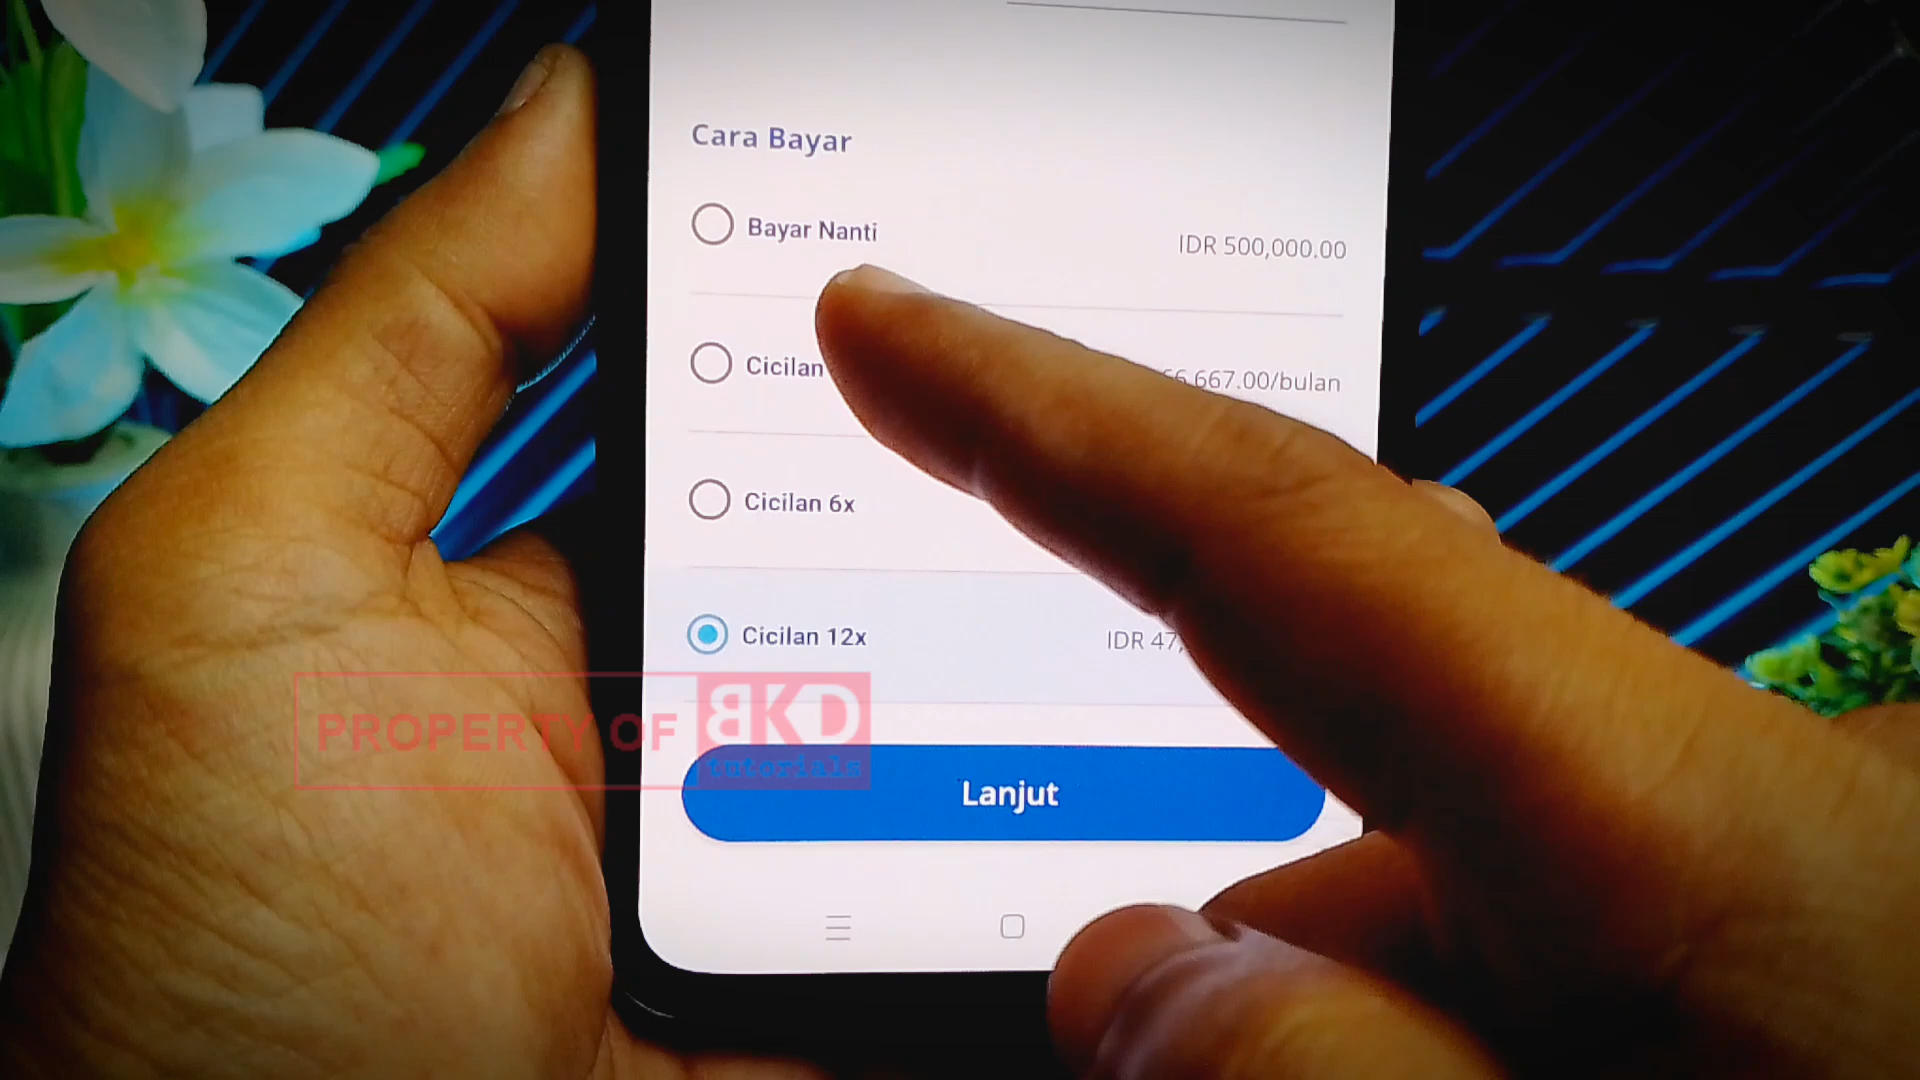 Cara Bayar
Bayar Nanti
IDR 500,000.00
Cicilan
667.00/bulan
Cicilan 6x
Cicilan 12x
IDR 47,
PROPERTY OF BKD
tutorials
Lanjut